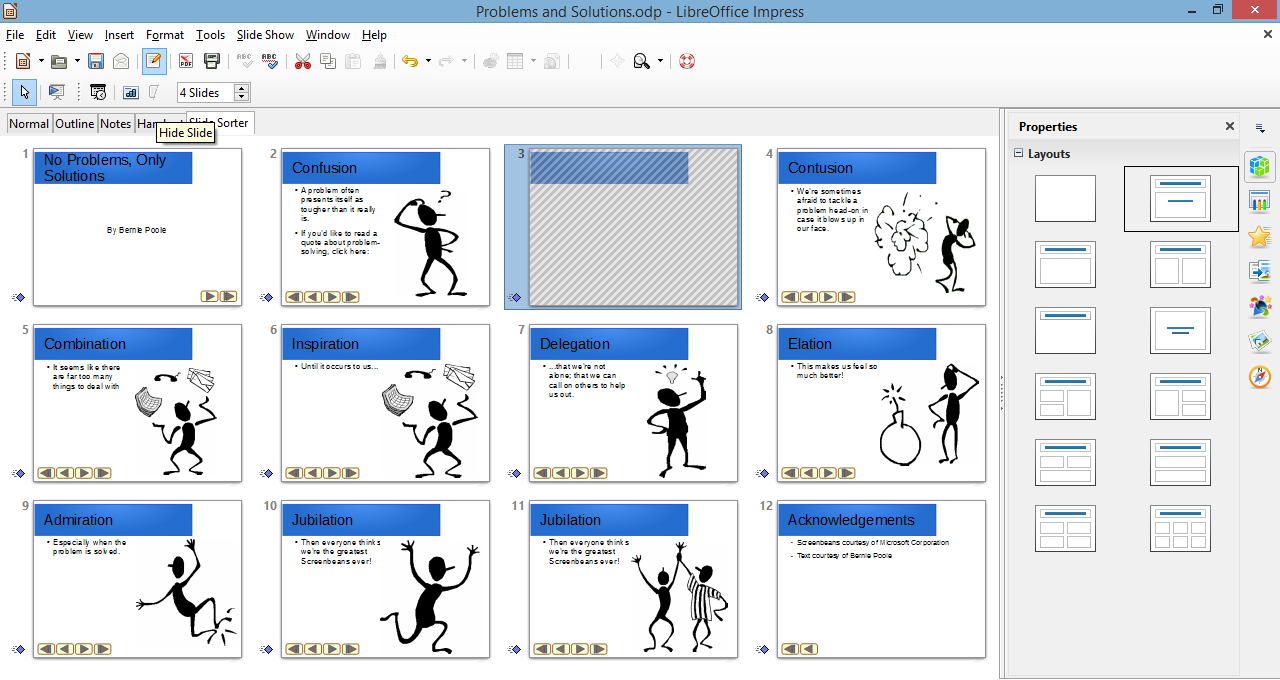 Problems and Solutions.odp - LibreOffice Impress
File Edit View Insert Format Tools Slide Show Window Help
PDF ABC ABC
4 Slides
Normal Outline Notes Slide Sorter
Hide Slide
1
No Problems, Only
Solutions
By Bernie Poole
2
Confusion
• A problem often
presents itself as
tougher than it really
is.
• If you'd like to read a
quote about problem-
solving, click here:
?
3
4
Contusion
• We're sometimes
afraid to tackle a
problem head-on in
case it blows up in
our face.
5
Combination
• It seems like there
are far too many
things to deal with
6
Inspiration
• Until it occurs to us...
7
Delegation
• ...that we're not
alone; that we can
call on others to help
us out.
8
Elation
• This makes us feel so
much better!
9
Admiration
• Especially when the
problem is solved.
10
Jubilation
• Then everyone thinks
we're the greatest
Screenbeans ever!
11
Jubilation
• Then everyone thinks
we're the greatest
Screenbeans ever!
12
Acknowledgements
- Screenbeans courtesy of Microsoft Corporation
- Text courtesy of Bernie Poole
Properties
Layouts